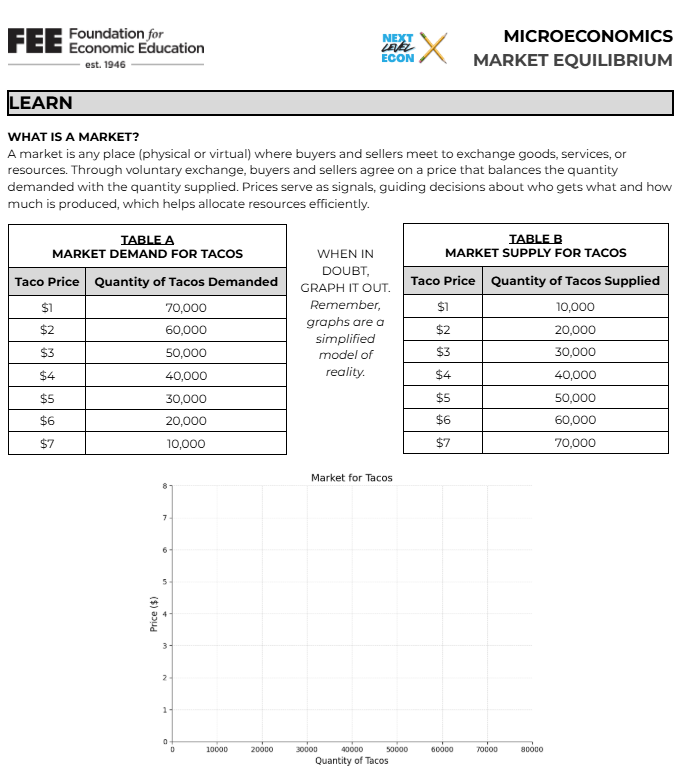 FEE Foundation for
Economic Education
est. 1946
NEXT
LEVEL
ECON
MICROECONOMICS
MARKET EQUILIBRIUM
LEARN
WHAT IS A MARKET?
A market is any place (physical or virtual) where buyers and sellers meet to exchange goods, services, or
resources. Through voluntary exchange, buyers and sellers agree on a price that balances the quantity
demanded with the quantity supplied. Prices serve as signals, guiding decisions about who gets what and how
much is produced, which helps allocate resources efficiently.
TABLE A
MARKET DEMAND FOR TACOS
Taco Price Quantity of Tacos Demanded
$1 70,000
$2 60,000
$3 50,000
$4 40,000
$5 30,000
$6 20,000
$7 10,000
WHEN IN
DOUBT,
GRAPH IT OUT.
Remember,
graphs are a
simplified
model of
reality.
TABLE B
MARKET SUPPLY FOR TACOS
Taco Price Quantity of Tacos Supplied
$1 10,000
$2 20,000
$3 30,000
$4 40,000
$5 50,000
$6 60,000
$7 70,000
Market for Tacos
Price ($)
8
7
6
5
4
3
2
1
0
0 10000 20000 30000 40000 50000 60000 70000 80000
Quantity of Tacos